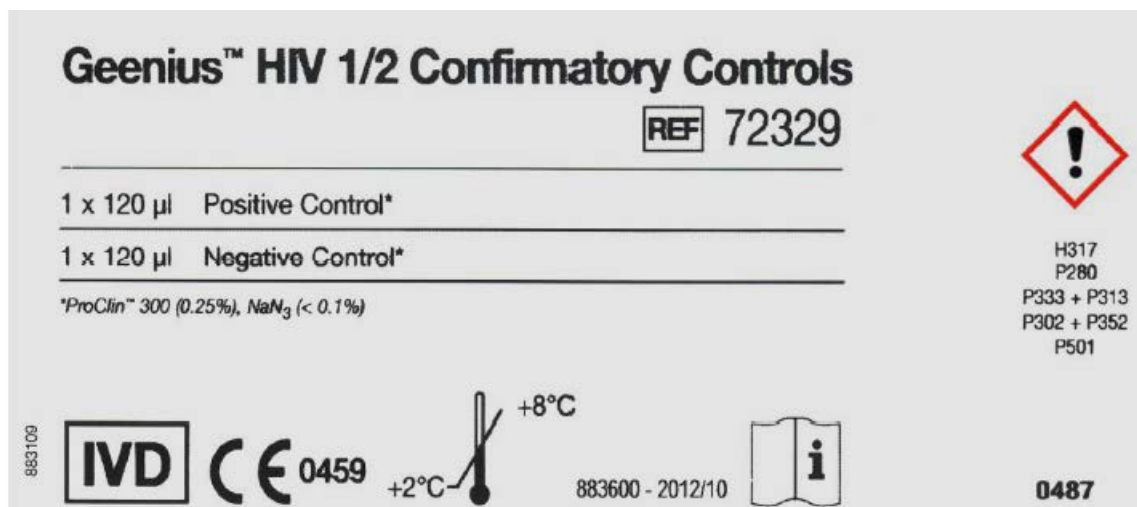 Geenius™ HIV 1/2 Confirmatory Controls
REF 72329
1 x 120 µl Positive Control*
1 x 120 µl Negative Control*
*ProClin™ 300 (0.25%), NaN₃ (< 0.1%)
H317
P280
P333 + P313
P302 + P352
P501
883109
IVD CE 0459
+8°C
+2°C
883600 - 2012/10
i
0487